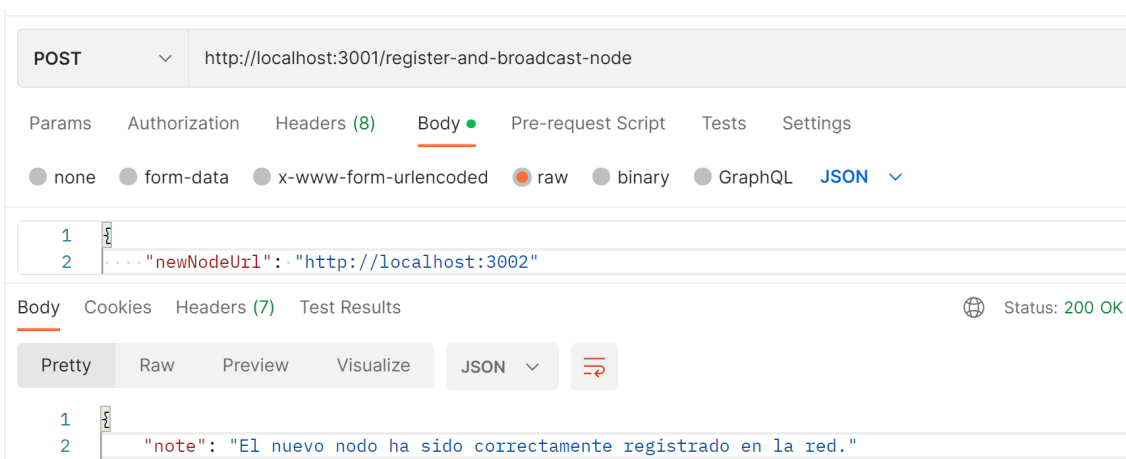 POST http://localhost:3001/register-and-broadcast-node
Params Authorization Headers (8) Body Pre-request Script Tests Settings
none form-data x-www-form-urlencoded raw binary GraphQL JSON
1 {
2 "newNodeUrl": "http://localhost:3002"
Body Cookies Headers (7) Test Results Status: 200 OK
Pretty Raw Preview Visualize JSON
1 {
2 "note": "El nuevo nodo ha sido correctamente registrado en la red."